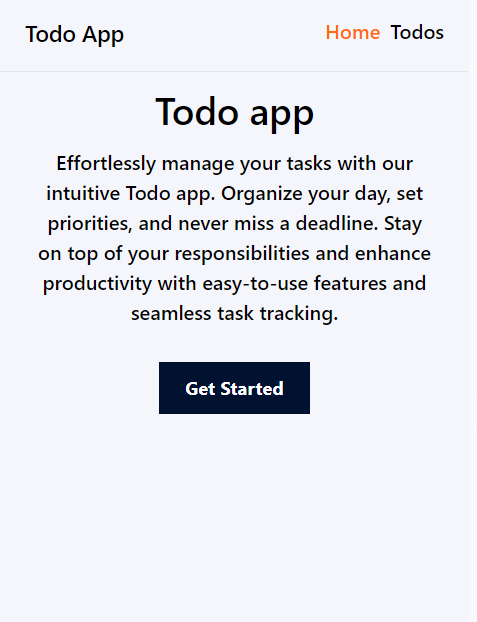 Todo App
Home Todos
Todo app
Effortlessly manage your tasks with our
intuitive Todo app. Organize your day, set
priorities, and never miss a deadline. Stay
on top of your responsibilities and enhance
productivity with easy-to-use features and
seamless task tracking.
Get Started